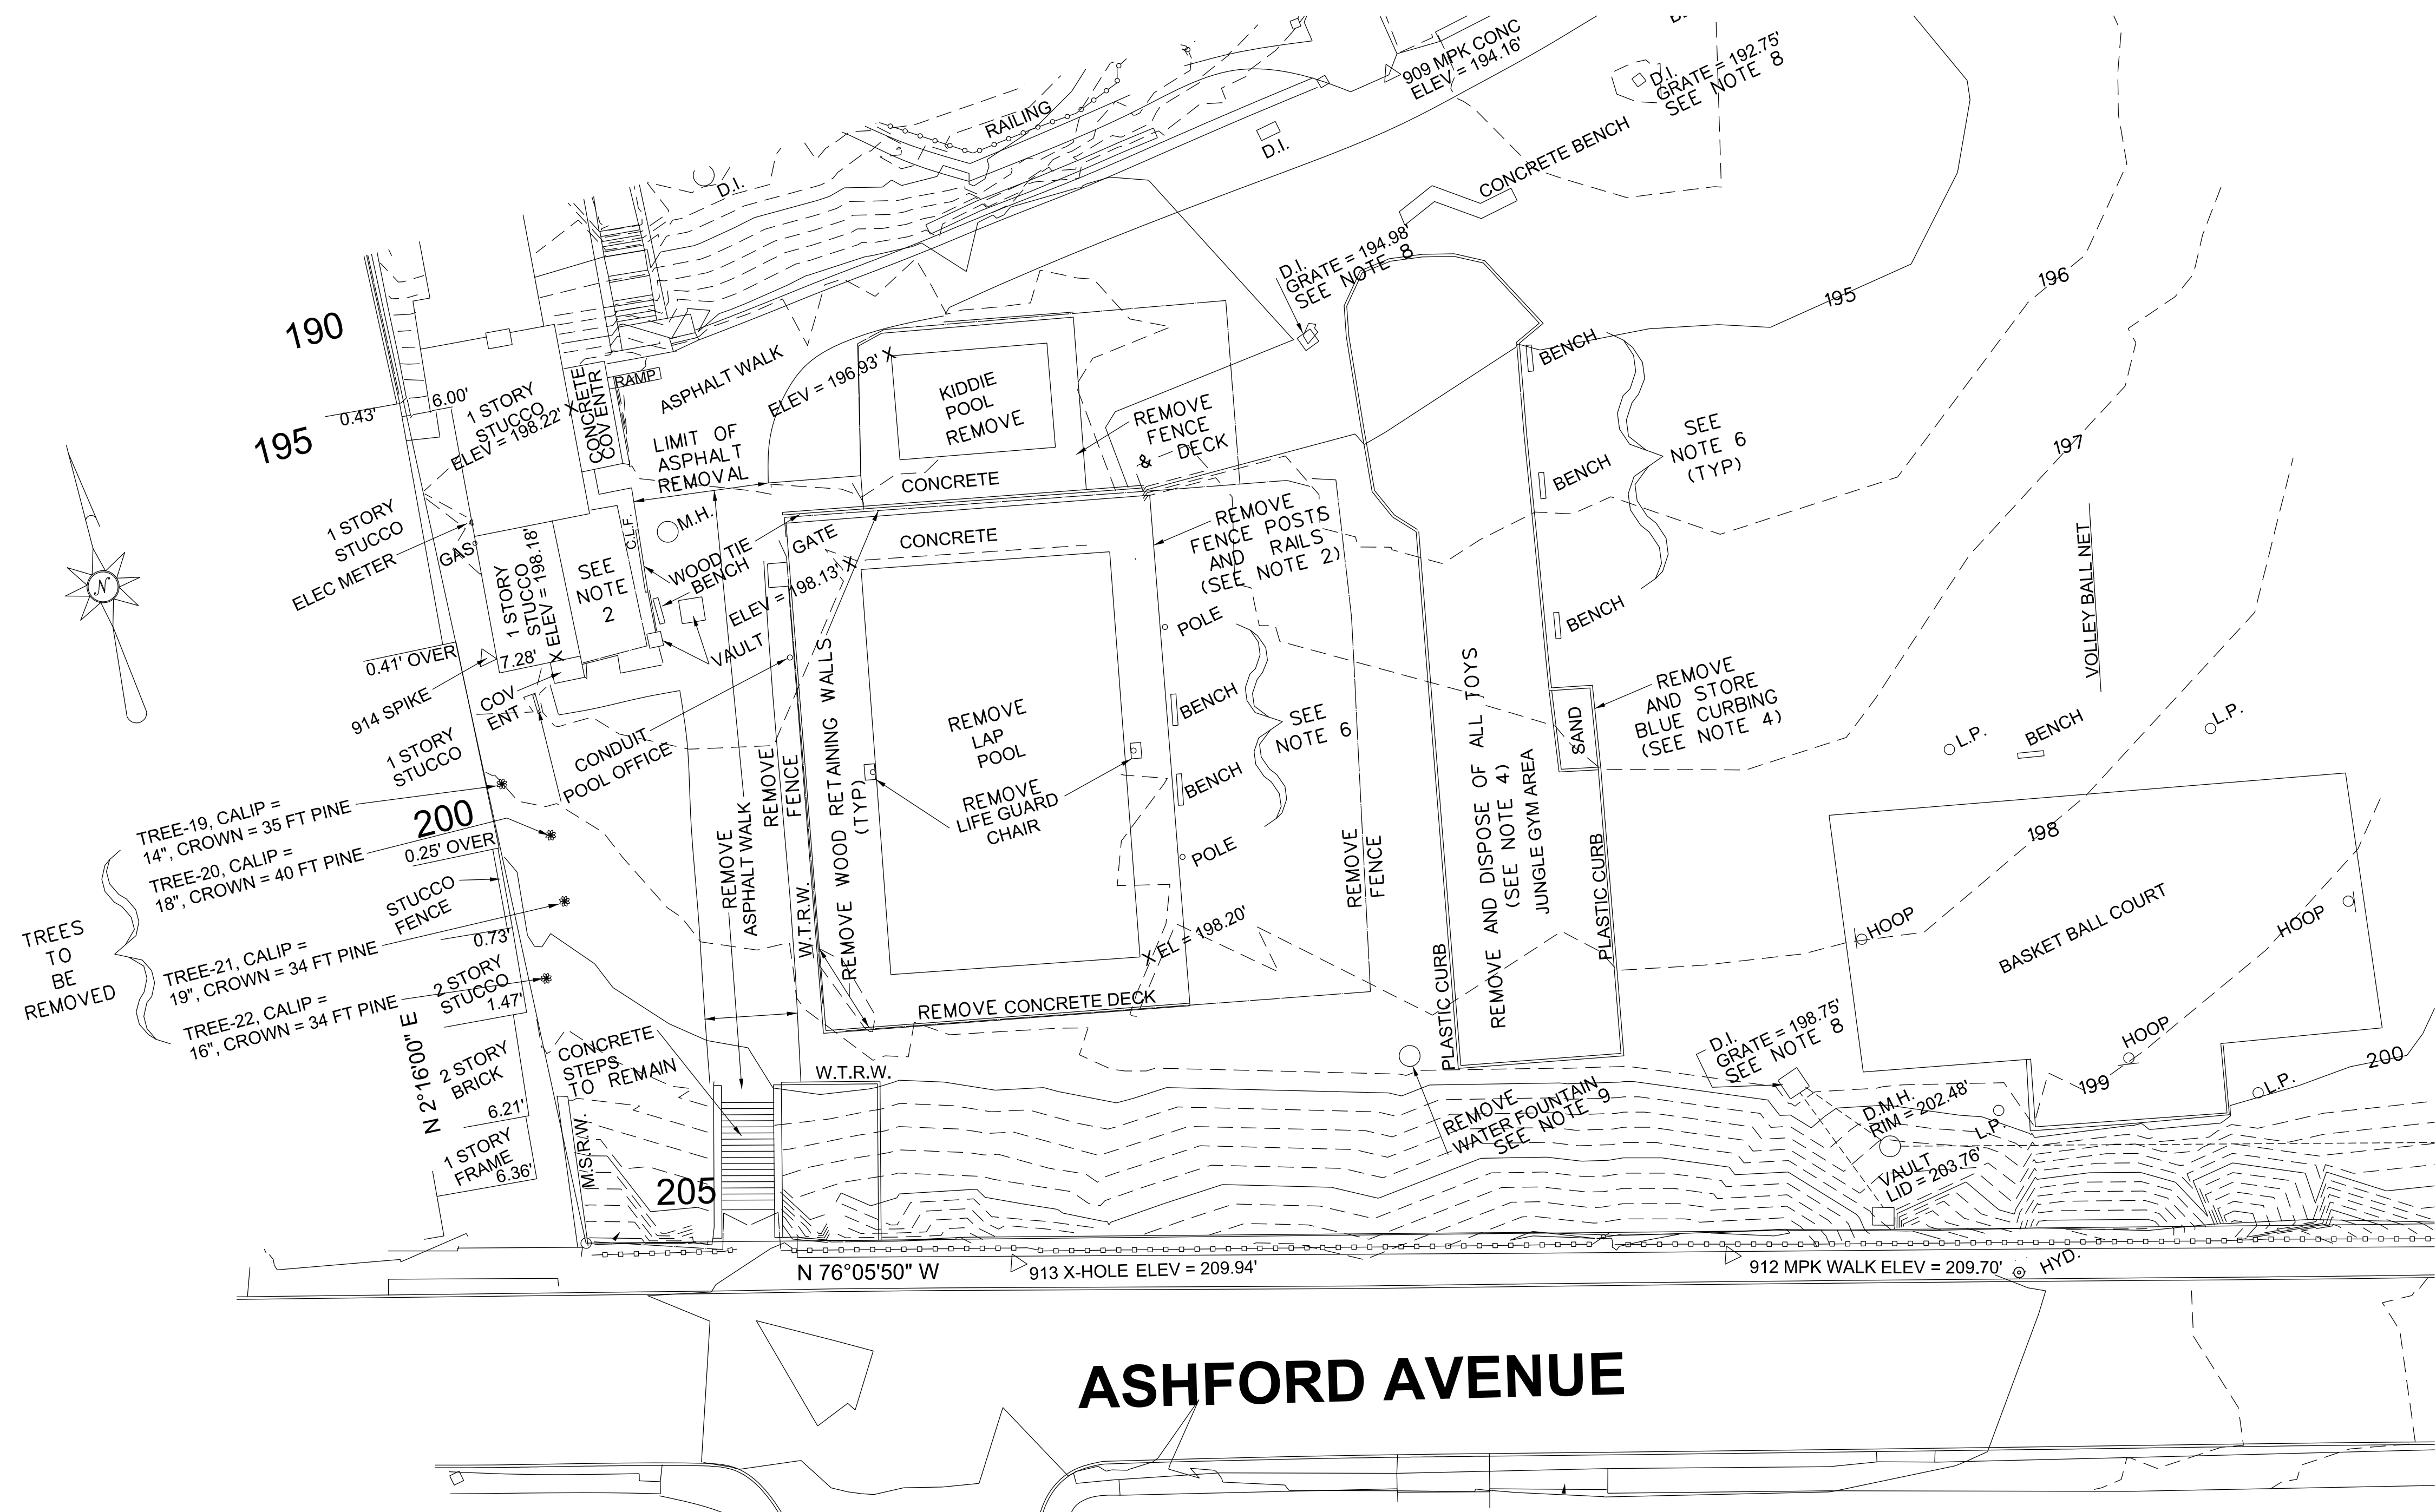 909 MPK CONC
ELEV = 194.16'
D.I.
GRATE = 192.75'
SEE NOTE 8
RAILING
D.I.
D.I.
CONCRETE BENCH
D.I.
GRATE = 194.98'
SEE NOTE 8
190
195
196
195
0.43'
6.00'
1 STORY
STUCCO
ELEV = 198.22' X
CONCRETE
COV ENTR
RAMP
ASPHALT WALK
ELEV = 196.93' X
LIMIT OF
ASPHALT
REMOVAL
KIDDIE
POOL
REMOVE
REMOVE
FENCE
& DECK
BENCH
BENCH
BENCH
SEE
NOTE 6
(TYP)
197
CONCRETE
CONCRETE
1 STORY
STUCCO
ELEC METER
GAS
1 STORY
STUCCO
X ELEV = 198.18'
SEE
NOTE
2
C.L.F.
M.H.
WOOD TIE
BENCH
GATE
ELEV = 198.13' X
VAULT
REMOVE
FENCE POSTS
AND RAILS
(SEE NOTE 2)
POLE
BENCH
BENCH
POLE
SEE
NOTE 6
VOLLEY BALL NET
N
0.41' OVER
7.28'
914 SPIKE
COV
ENT
1 STORY
STUCCO
CONDUIT
POOL OFFICE
REMOVE
FENCE
REMOVE
ASPHALT WALK
REMOVE WOOD RETAINING WALLS
(TYP)
W.T.R.W.
REMOVE
LAP
POOL
REMOVE
LIFE GUARD
CHAIR
REMOVE
FENCE
REMOVE AND DISPOSE OF ALL TOYS
(SEE NOTE 4)
JUNGLE GYM AREA
SAND
REMOVE
AND STORE
BLUE CURBING
(SEE NOTE 4)
PLASTIC CURB
PLASTIC CURB
L.P.
BENCH
L.P.
TREE-19, CALIP =
14", CROWN = 35 FT PINE
200
TREE-20, CALIP =
18", CROWN = 40 FT PINE
0.25' OVER
STUCCO
FENCE
TREES
TO
BE
REMOVED
TREE-21, CALIP =
19", CROWN = 34 FT PINE
0.73'
2 STORY
STUCCO
1.47'
TREE-22, CALIP =
16", CROWN = 34 FT PINE
X EL = 198.20'
REMOVE CONCRETE DECK
198
HOOP
BASKET BALL COURT
HOOP
HOOP
199
200
L.P.
N 2°16'00" E
2 STORY
BRICK
6.21'
1 STORY
FRAME
6.36'
CONCRETE
STEPS
TO REMAIN
M.S.R.W.
W.T.R.W.
205
REMOVE
WATER FOUNTAIN
SEE NOTE 9
D.I.
GRATE = 198.75'
SEE NOTE 8
D.M.H.
RIM = 202.48'
L.P.
VAULT
LID = 203.76'
N 76°05'50" W
913 X-HOLE ELEV = 209.94'
912 MPK WALK ELEV = 209.70'
HYD.
ASHFORD AVENUE